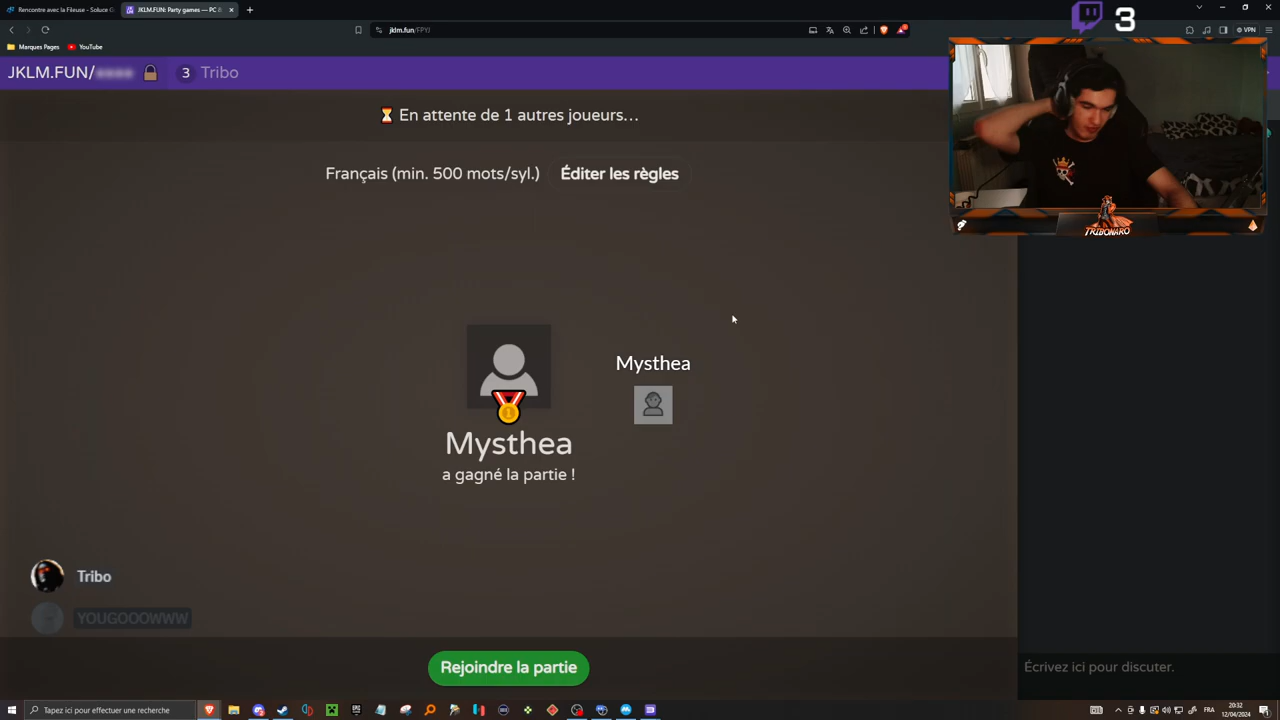 Rencontre avec la Fileuse - Soluce G
JKLM.FUN: Party games — PC &
3
jklm.fun/FPYJ
VPN
Marques Pages
YouTube
JKLM.FUN/
3 Tribo
En attente de 1 autres joueurs…
Français (min. 500 mots/syl.) Éditer les règles
TRIBONARO
Mysthea
1
Mysthea
a gagné la partie !
Tribo
YOUGOOOWWW
Rejoindre la partie
Écrivez ici pour discuter.
Tapez ici pour effectuer une recherche
FRA
20:32
12/04/2024